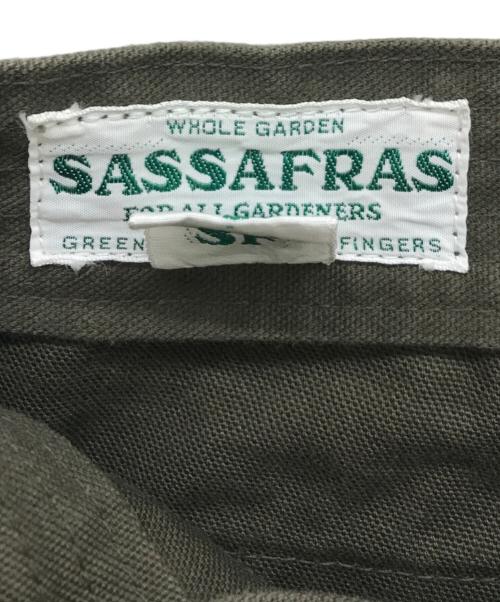 WHOLE GARDEN
SASSAFRAS
FOR ALL GARDENERS
GREEN FINGERS